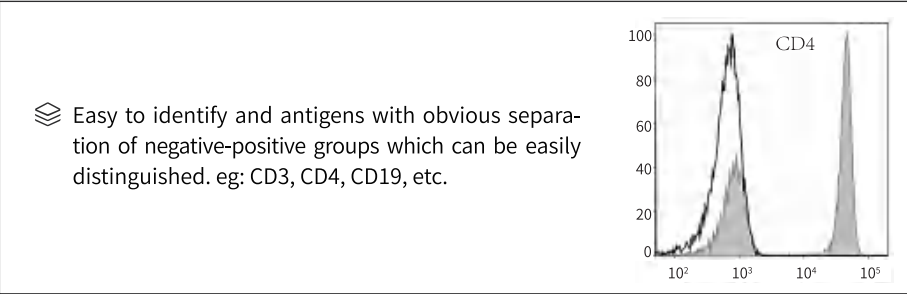 Easy to identify and antigens with obvious separa-
tion of negative-positive groups which can be easily
distinguished. eg: CD3, CD4, CD19, etc.
CD4
100
80
60
40
20
0
10² 10³ 10⁴ 10⁵